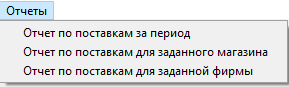 Отчеты
Отчет по поставкам за период
Отчет по поставкам для заданного магазина
Отчет по поставкам для заданной фирмы